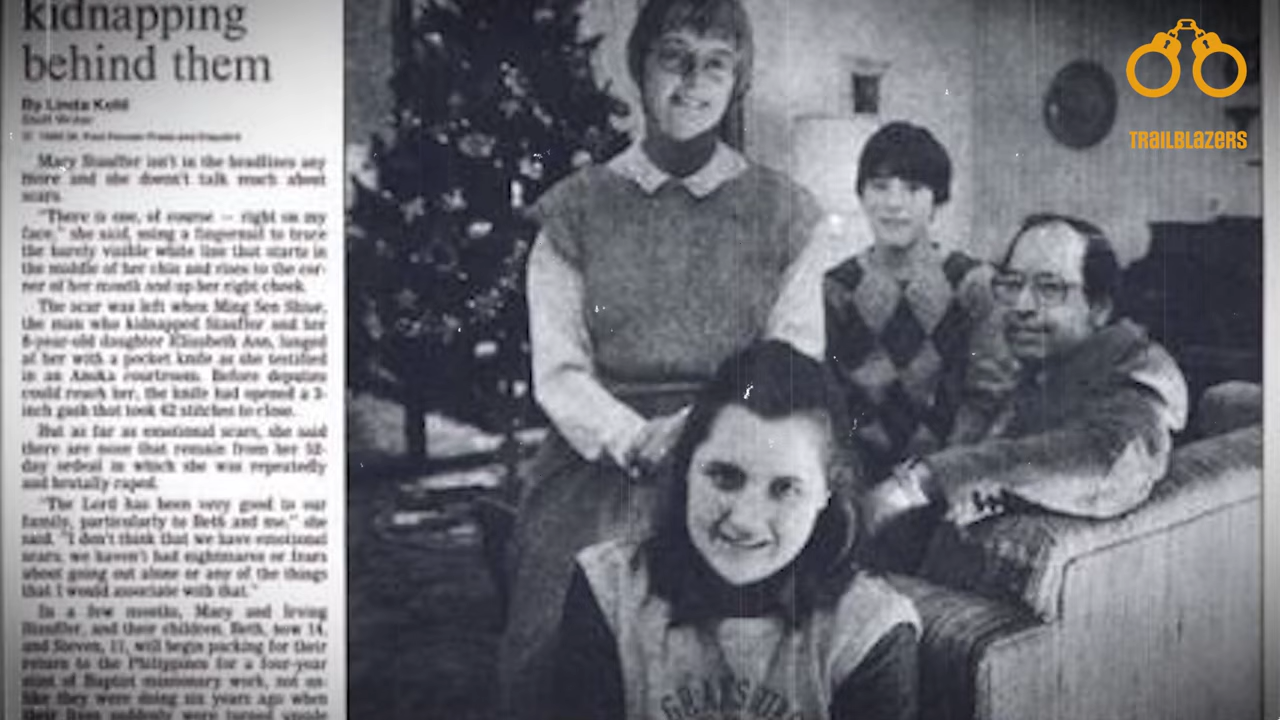 kidnapping
behind them
By Linda Kohl
Staff Writer
Mary Stauffer isn't in the headlines any
more and she doesn't talk much about
scars.
"There is one, of course — right on my
face," she said, using a fingernail to trace
the barely visible white line that starts in
the middle of her chin and rises to the cor-
ner of her mouth and up her right cheek.
The scar was left when Ming Sen Shiue,
the man who kidnapped Stauffer and her
8-year-old daughter Elizabeth Ann, lunged
at her with a pocket knife as she testified
in an Anoka courtroom. Before deputies
could reach her, the knife had opened a 3-
inch gash that took 62 stitches to close.
But as far as emotional scars, she said
there are none that remain from her 52-
day ordeal in which she was repeatedly
and brutally raped.
"The Lord has been very good to our
family, particularly to Beth and me," she
said. "I don't think that we have emotional
scars, we haven't had nightmares or fears
about going out alone or any of the things
that I would associate with that."
In a few months, Mary and Irving
Stauffer, and their children, Beth, now 14,
and Steven, 11, will begin packing for their
return to the Philippines for a four-year
stint of Baptist missionary work, not un-
like they were doing six years ago when
their lives suddenly were turned upside
TRAILBLAZERS